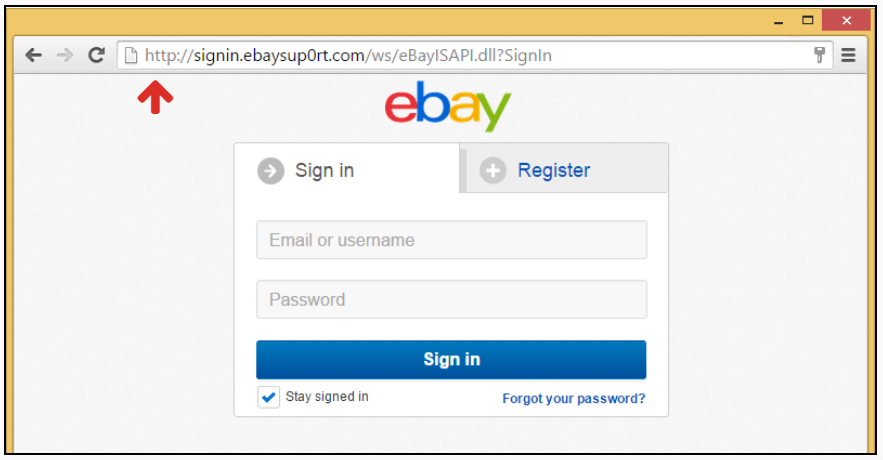 http://signin.ebaysup0rt.com/ws/eBayISAPI.dll?SignIn
ebay
Sign in
Register
Email or username
Password
Sign in
Stay signed in
Forgot your password?